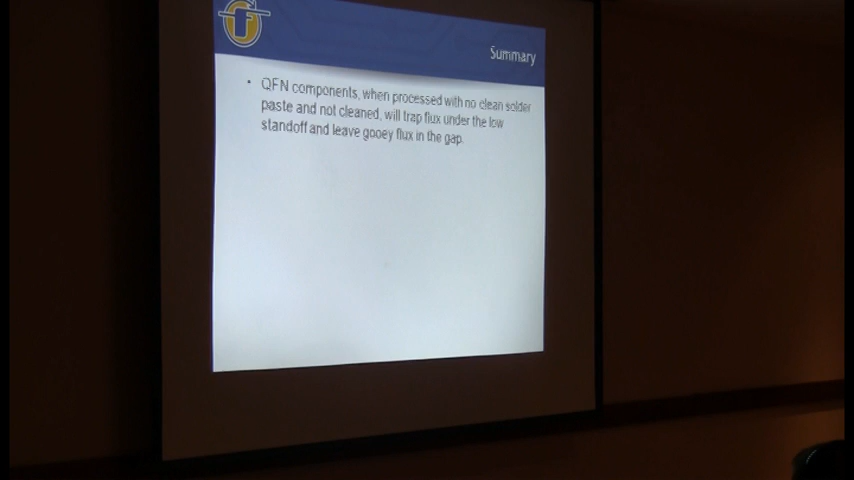 Summary
• QFN components, when processed with no clean solder
paste and not cleaned, will trap flux under the low
standoff and leave gooey flux in the gap.